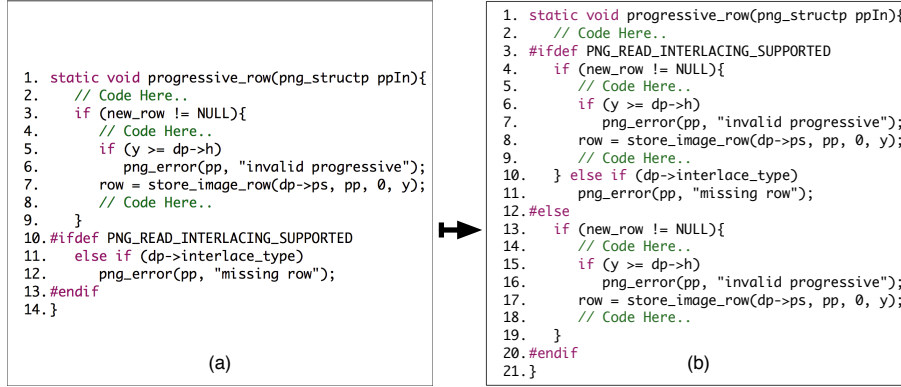 1. static void progressive_row(png_structp ppIn){
2. // Code Here..
3. if (new_row != NULL){
4. // Code Here..
5. if (y >= dp->h)
6. png_error(pp, "invalid progressive");
7. row = store_image_row(dp->ps, pp, 0, y);
8. // Code Here..
9. }
10. #ifdef PNG_READ_INTERLACING_SUPPORTED
11. else if (dp->interlace_type)
12. png_error(pp, "missing row");
13. #endif
14. }
(a)
1. static void progressive_row(png_structp ppIn){
2. // Code Here..
3. #ifdef PNG_READ_INTERLACING_SUPPORTED
4. if (new_row != NULL){
5. // Code Here..
6. if (y >= dp->h)
7. png_error(pp, "invalid progressive");
8. row = store_image_row(dp->ps, pp, 0, y);
9. // Code Here..
10. } else if (dp->interlace_type)
11. png_error(pp, "missing row");
12. #else
13. if (new_row != NULL){
14. // Code Here..
15. if (y >= dp->h)
16. png_error(pp, "invalid progressive");
17. row = store_image_row(dp->ps, pp, 0, y);
18. // Code Here..
19. }
20. #endif
21. }
(b)